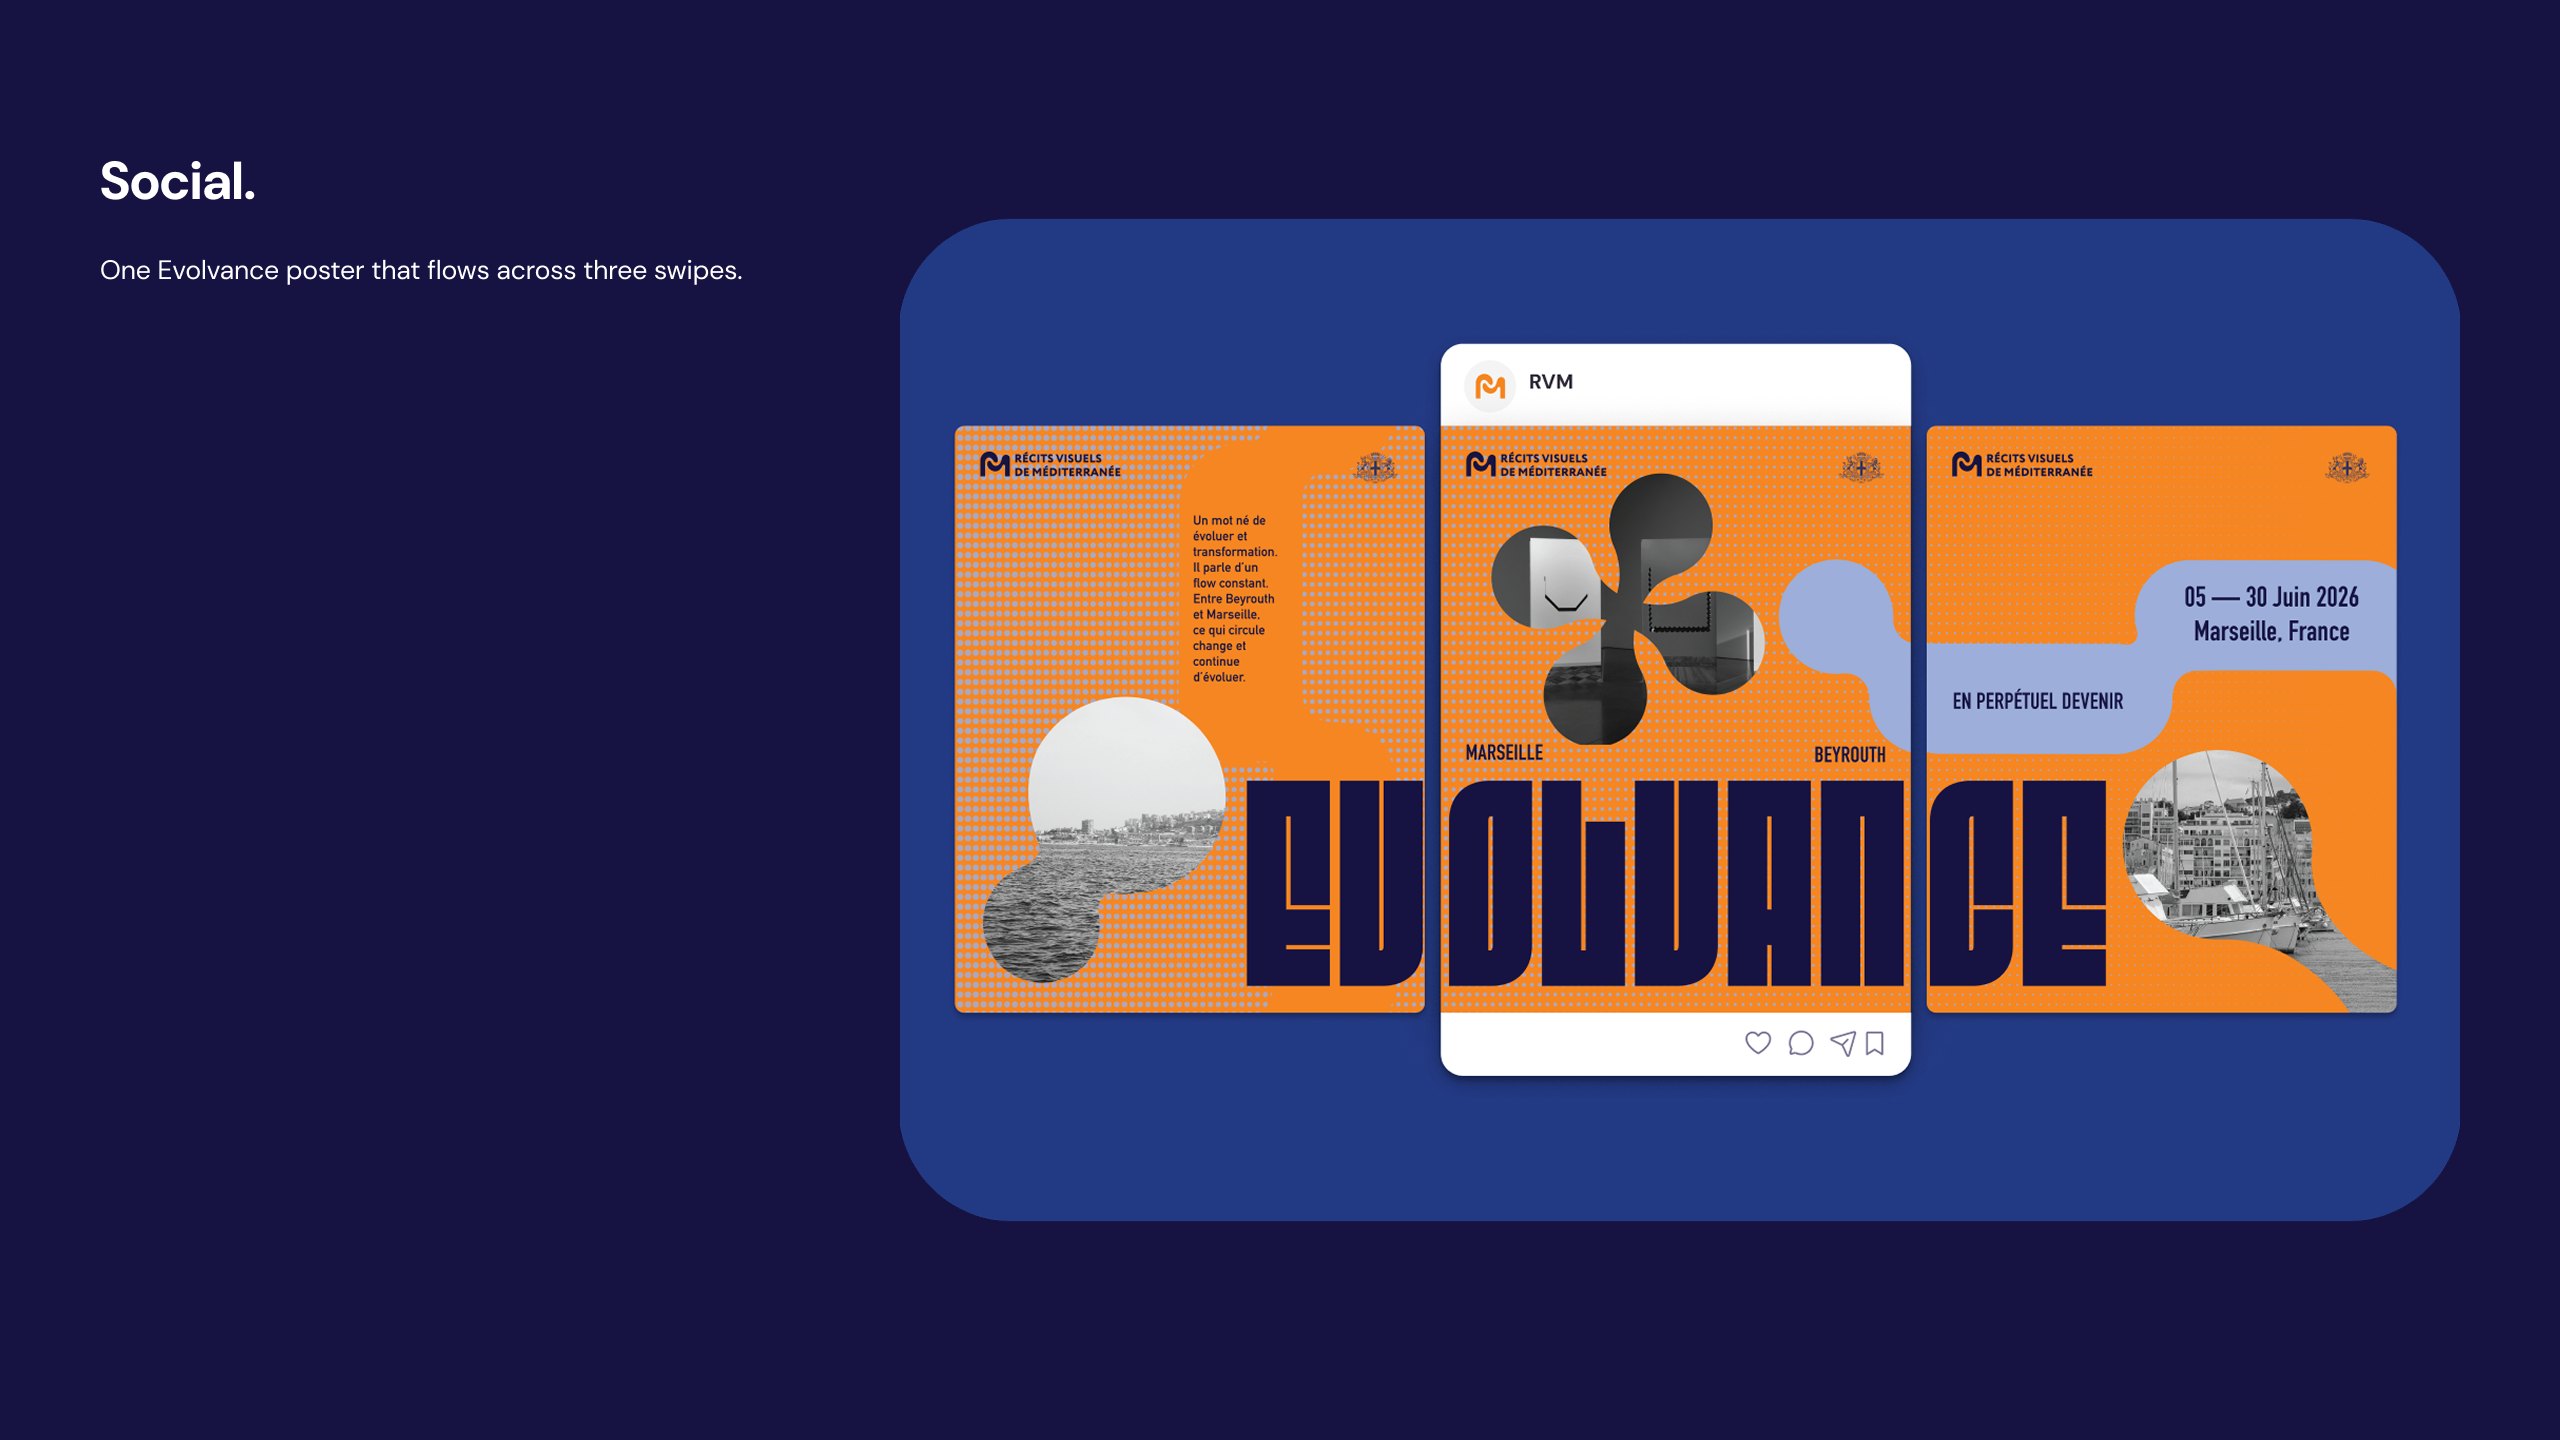 Social.
One Evolvance poster that flows across three swipes.
RVM
RÉCITS VISUELS
DE MÉDITERRANÉE
Un mot né de
évoluer et
transformation.
Il parle d'un
flow constant.
Entre Beyrouth
et Marseille,
ce qui circule
change et
continue
d'évoluer.
RÉCITS VISUELS
DE MÉDITERRANÉE
MARSEILLE
BEYROUTH
RÉCITS VISUELS
DE MÉDITERRANÉE
05 — 30 Juin 2026
Marseille, France
EN PERPÉTUEL DEVENIR
EVOLVANCE